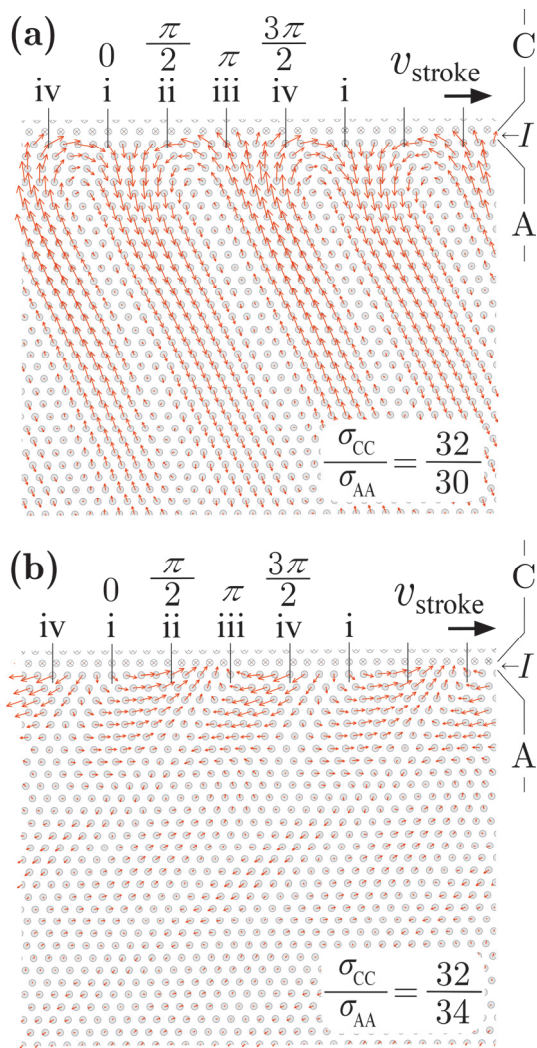 (a)
C
0 π/2 π 3π/2
v_stroke
iv i ii iii iv i
I
A
σ_CC/σ_AA = 32/30
(b)
C
0 π/2 π 3π/2
v_stroke
iv i ii iii iv i
I
A
σ_CC/σ_AA = 32/34